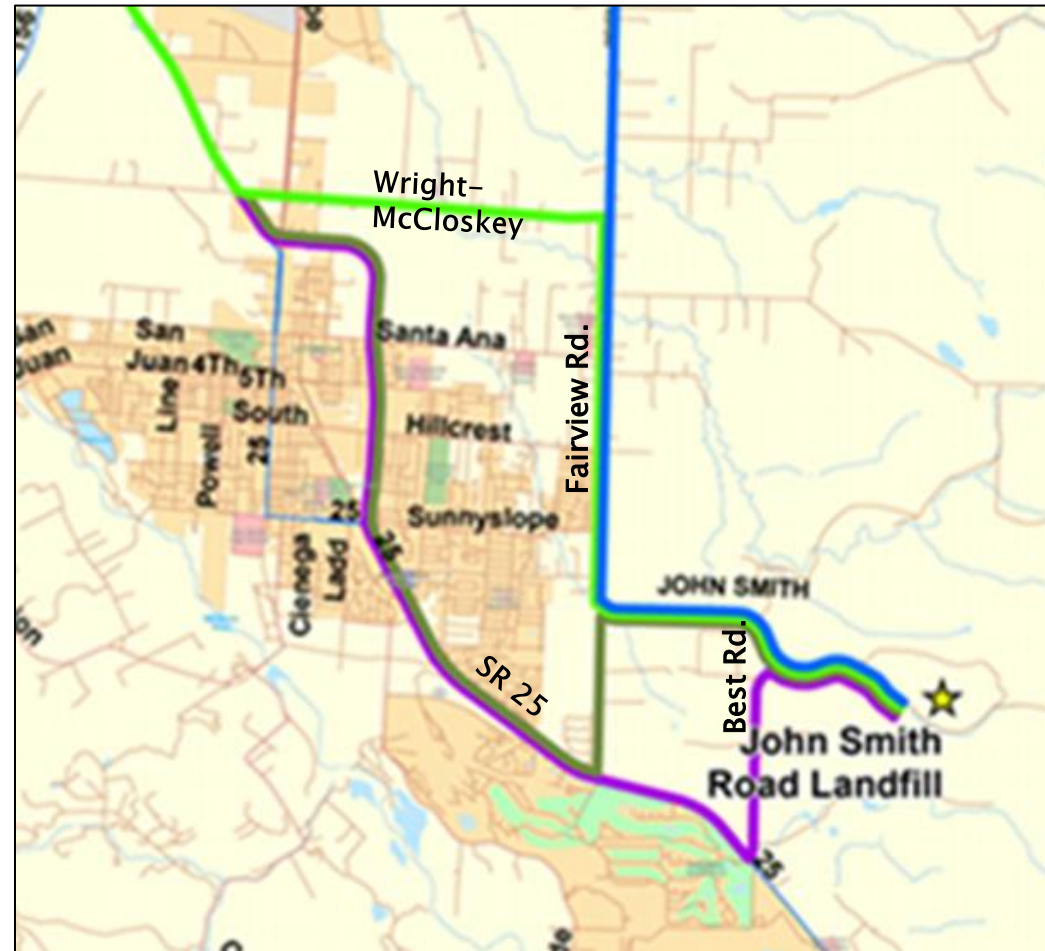 156
Wright-
McCloskey
San
Juan
San
Juan
4Th
5Th
Santa Ana
Line
South
Powell
25
Hillcrest
Fairview Rd.
25
Sunnyslope
25
Cienega
Ladd
JOHN SMITH
SR 25
Best Rd.
John Smith
Road Landfill
25